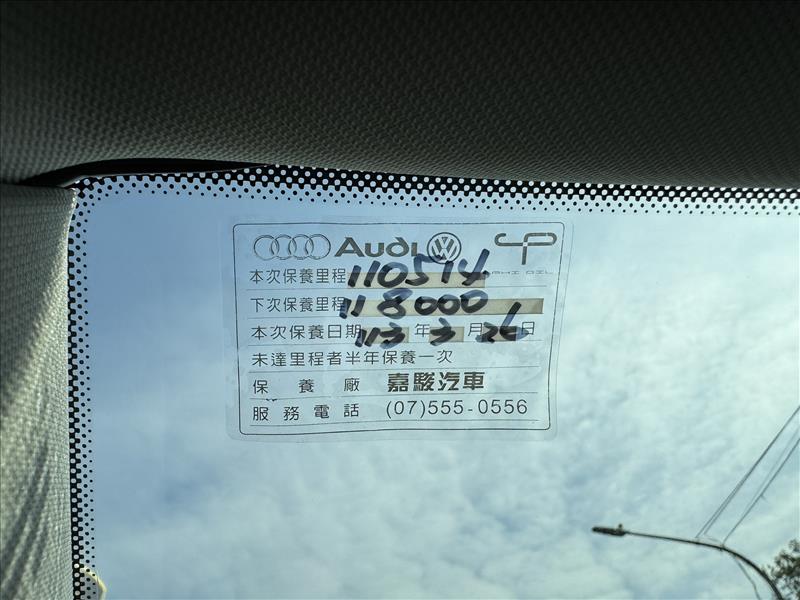 Audi
本次保養里程 110514
下次保養里程 118000
本次保養日期 113 年 3 月 26 日
未達里程者半年保養一次
保養廠 嘉駿汽車
服務電話 (07)555-0556